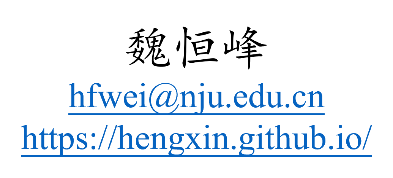 魏恒峰
hfwei@nju.edu.cn
https://hengxin.github.io/